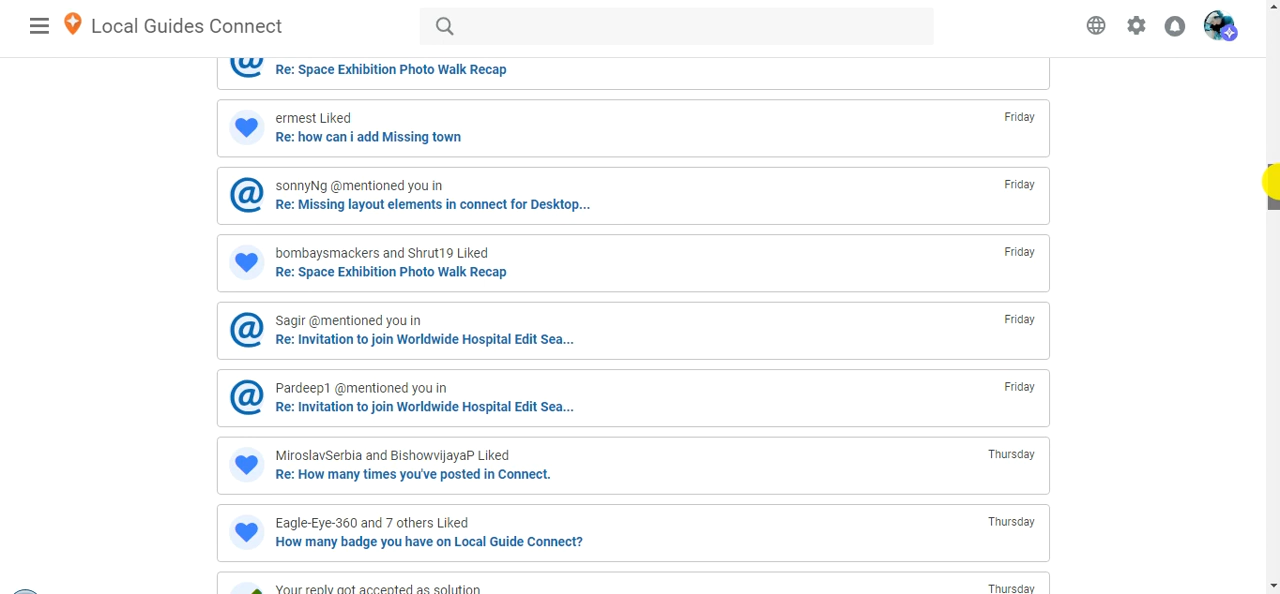 Local Guides Connect
@
Re: Space Exhibition Photo Walk Recap
ermest Liked
Friday
Re: how can i add Missing town
@
sonnyNg @mentioned you in
Friday
Re: Missing layout elements in connect for Desktop...
bombaysmackers and Shrut19 Liked
Friday
Re: Space Exhibition Photo Walk Recap
@
Sagir @mentioned you in
Friday
Re: Invitation to join Worldwide Hospital Edit Sea...
@
Pardeep1 @mentioned you in
Friday
Re: Invitation to join Worldwide Hospital Edit Sea...
MiroslavSerbia and BishowvijayaP Liked
Thursday
Re: How many times you've posted in Connect.
Eagle-Eye-360 and 7 others Liked
Thursday
How many badge you have on Local Guide Connect?
Your reply got accepted as solution
Thursday